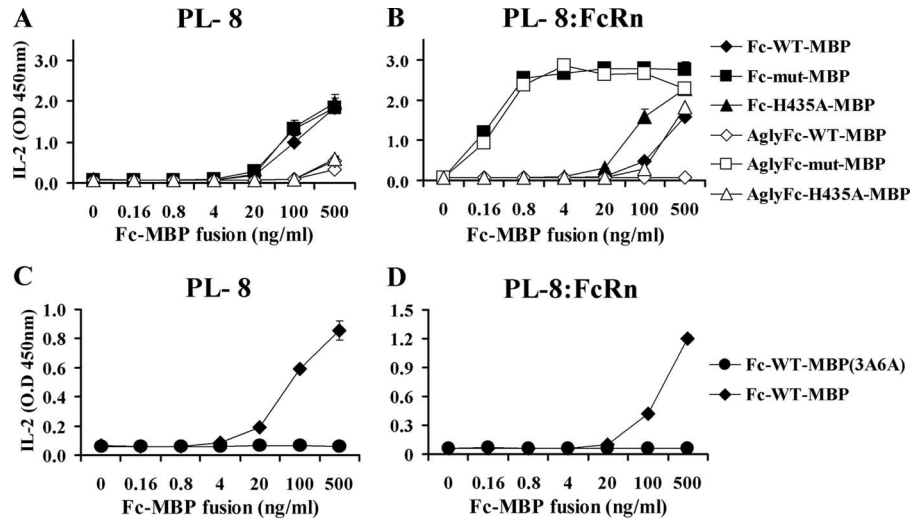 A
PL- 8
IL-2 (OD 450nm)
3.0
2.0
1.0
0.0
0 0.16 0.8 4 20 100 500
Fc-MBP fusion (ng/ml)
B
PL- 8:FcRn
3.0
2.0
1.0
0.0
0 0.16 0.8 4 20 100 500
Fc-MBP fusion (ng/ml)
Fc-WT-MBP
Fc-mut-MBP
Fc-H435A-MBP
AglyFc-WT-MBP
AglyFc-mut-MBP
AglyFc-H435A-MBP
C
PL- 8
IL-2 (O.D 450nm)
1.0
0.8
0.6
0.4
0.2
0.0
0 0.16 0.8 4 20 100 500
Fc-MBP fusion (ng/ml)
D
PL-8:FcRn
1.5
1.2
0.9
0.6
0.3
0
0 0.16 0.8 4 20 100 500
Fc-MBP fusion (ng/ml)
Fc-WT-MBP(3A6A)
Fc-WT-MBP